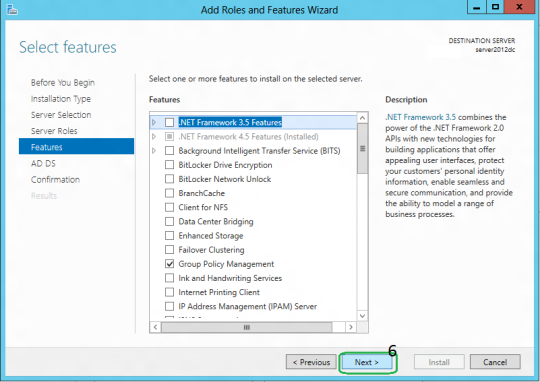 Add Roles and Features Wizard
Select features
DESTINATION SERVER
server2012dc
Before You Begin
Installation Type
Server Selection
Server Roles
Features
AD DS
Confirmation
Results
Select one or more features to install on the selected server.
Features
.NET Framework 3.5 Features
.NET Framework 4.5 Features (Installed)
Background Intelligent Transfer Service (BITS)
BitLocker Drive Encryption
BitLocker Network Unlock
BranchCache
Client for NFS
Data Center Bridging
Enhanced Storage
Failover Clustering
Group Policy Management
Ink and Handwriting Services
Internet Printing Client
IP Address Management (IPAM) Server
Description
.NET Framework 3.5 combines the
power of the .NET Framework 2.0
APIs with new technologies for
building applications that offer
appealing user interfaces, protect
your customers' personal identity
information, enable seamless and
secure communication, and provide
the ability to model a range of
business processes.
6
< Previous
Next >
Install
Cancel